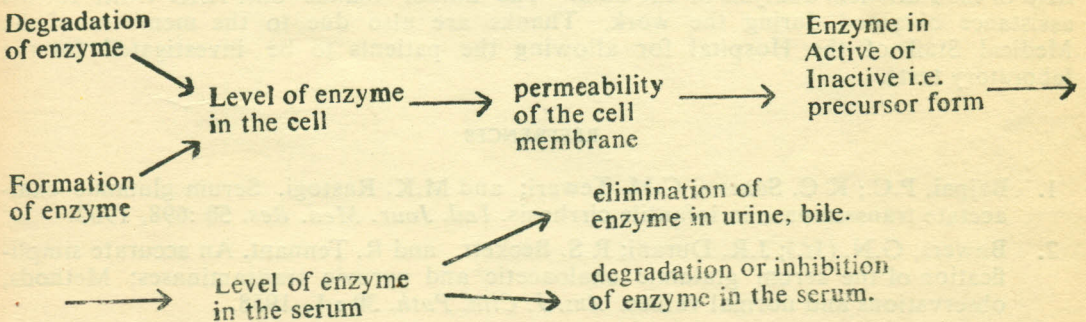 Degradation
of enzyme
Formation
of enzyme
Level of enzyme
in the cell
permeability
of the cell
membrane
Enzyme in
Active or
Inactive i.e.
precursor form
Level of enzyme
in the serum
elimination of
enzyme in urine, bile.
degradation or inhibition
of enzyme in the serum.